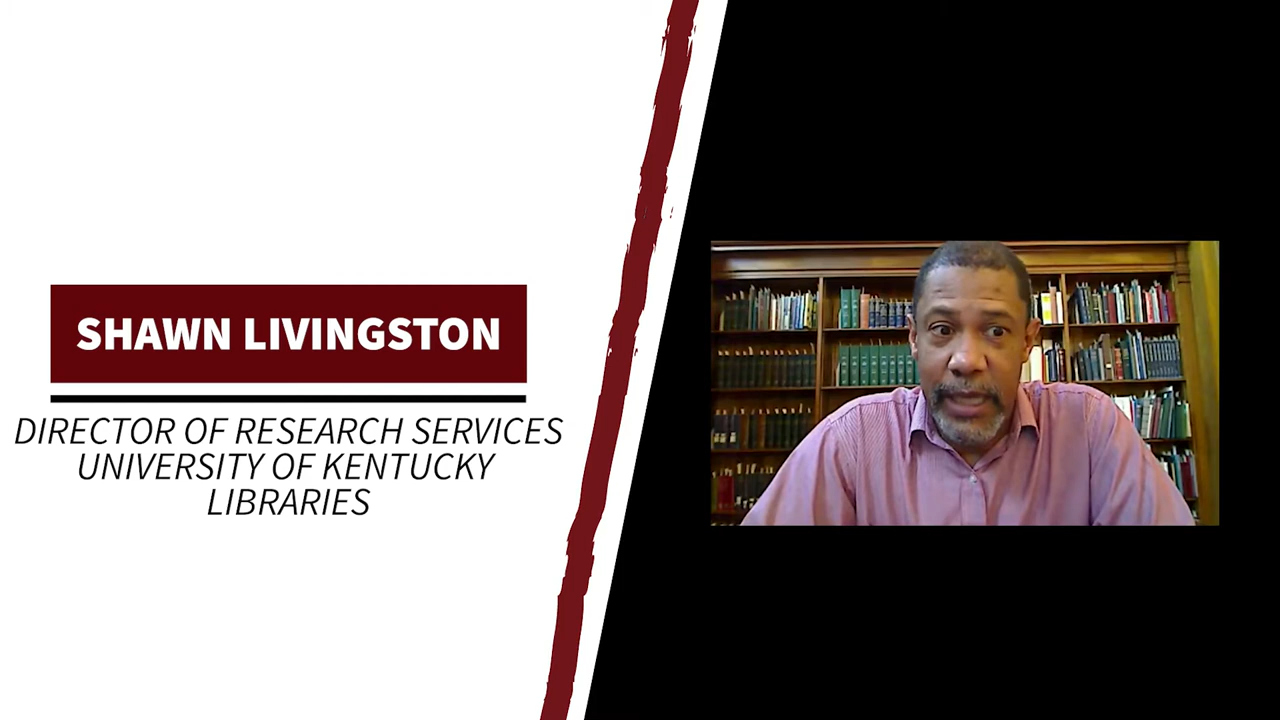 SHAWN LIVINGSTON
DIRECTOR OF RESEARCH SERVICES
UNIVERSITY OF KENTUCKY
LIBRARIES